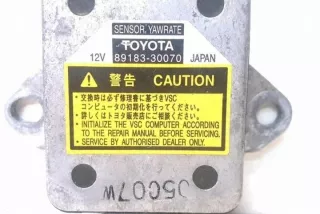 SENSOR, YAWRATE
TOYOTA
12V 89183-30070 JAPAN
警告 CAUTION
・交換時は必ず修理書に基づきVSC
コンピュータの初期化を行ってください。
・詳しくはトヨタ販売店にご相談ください。
・INITIALIZE THE VSC COMPUTER ACCORDING
TO THE REPAIR MANUAL BEFORE SERVICING.
・SERVICE BY AUTHORISED DEALER ONLY.
05C07W